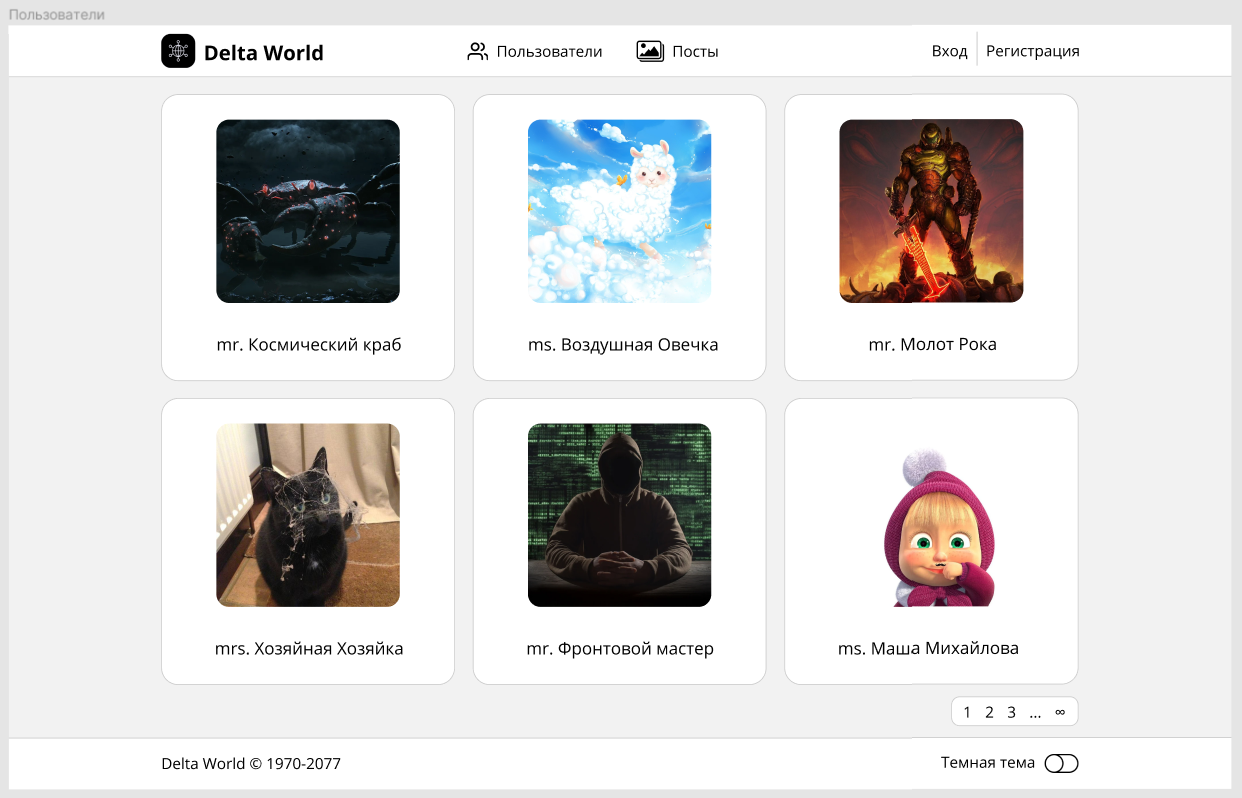 Пользователи
Delta World
Пользователи
Посты
Вход
Регистрация
mr. Космический краб
ms. Воздушная Овечка
mr. Молот Рока
mrs. Хозяйная Хозяйка
mr. Фронтовой мастер
ms. Маша Михайлова
1 2 3 ... ∞
Delta World © 1970-2077
Темная тема